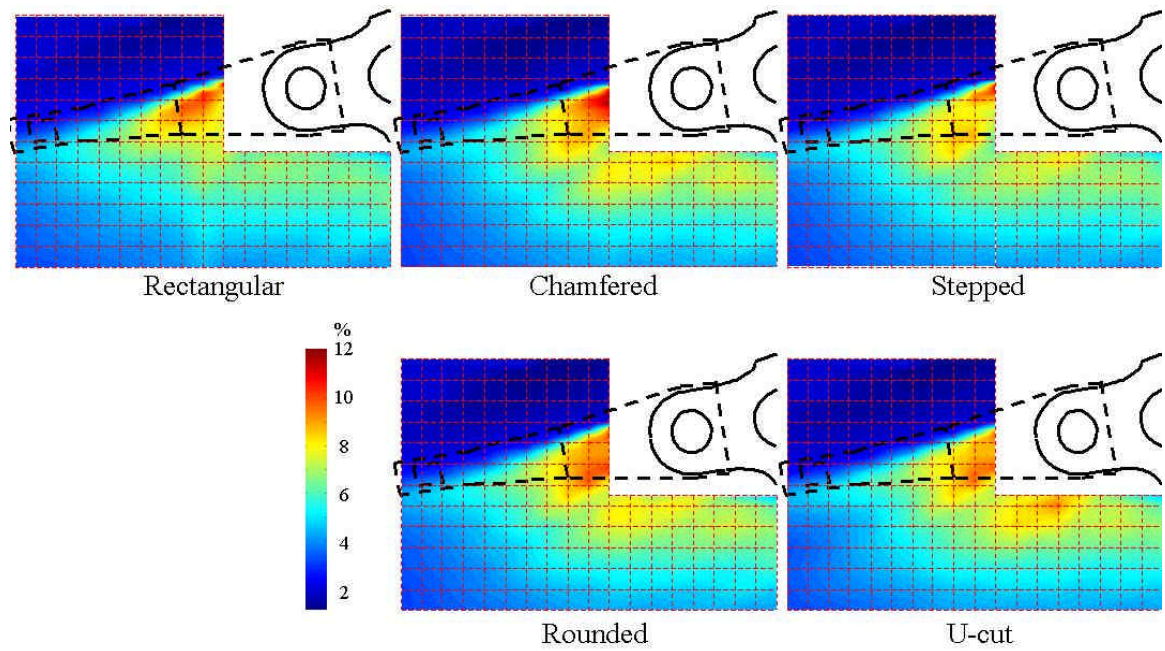 Rectangular
Chamfered
Stepped
%
12
10
8
6
4
2
Rounded
U-cut